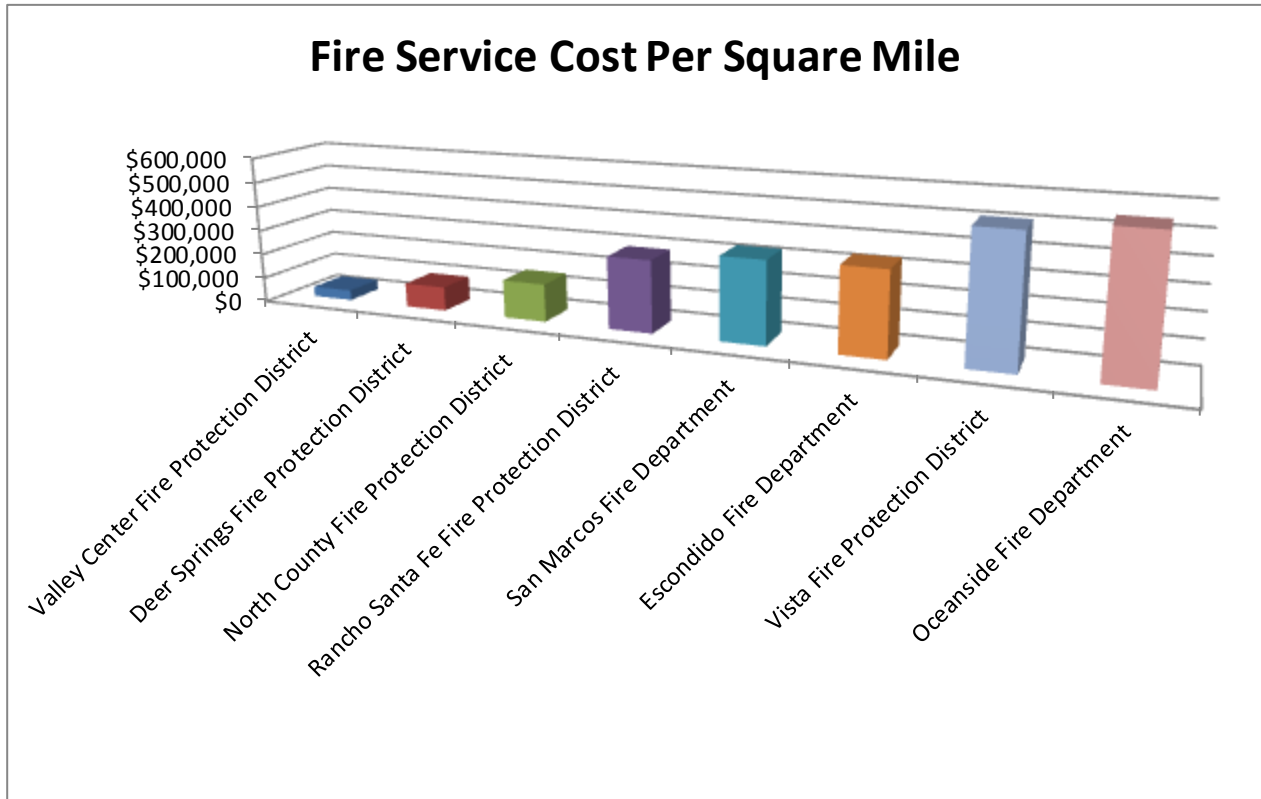 Fire Service Cost Per Square Mile
$600,000
$500,000
$400,000
$300,000
$200,000
$100,000
$0
Valley Center Fire Protection District
Deer Springs Fire Protection District
North County Fire Protection District
Rancho Santa Fe Fire Protection District
San Marcos Fire Department
Escondido Fire Department
Vista Fire Protection District
Oceanside Fire Department